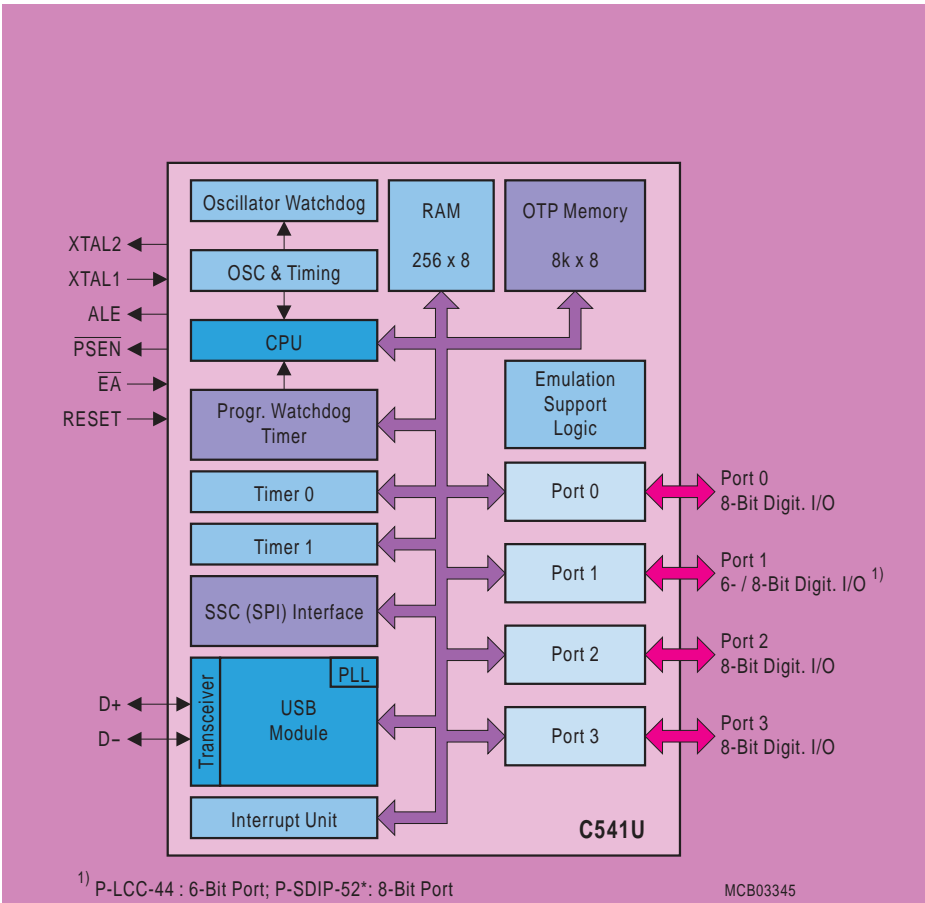 Oscillator Watchdog
OSC & Timing
CPU
Progr. Watchdog
Timer
Timer 0
Timer 1
SSC (SPI) Interface
Transceiver
PLL
USB
Module
Interrupt Unit
RAM
256 x 8
OTP Memory
8k x 8
Emulation
Support
Logic
Port 0
Port 1
Port 2
Port 3
C541U
XTAL2
XTAL1
ALE
PSEN
EA
RESET
D+
D−
Port 0
8-Bit Digit. I/O
Port 1
6- / 8-Bit Digit. I/O 1)
Port 2
8-Bit Digit. I/O
Port 3
8-Bit Digit. I/O
1) P-LCC-44 : 6-Bit Port; P-SDIP-52*: 8-Bit Port
MCB03345